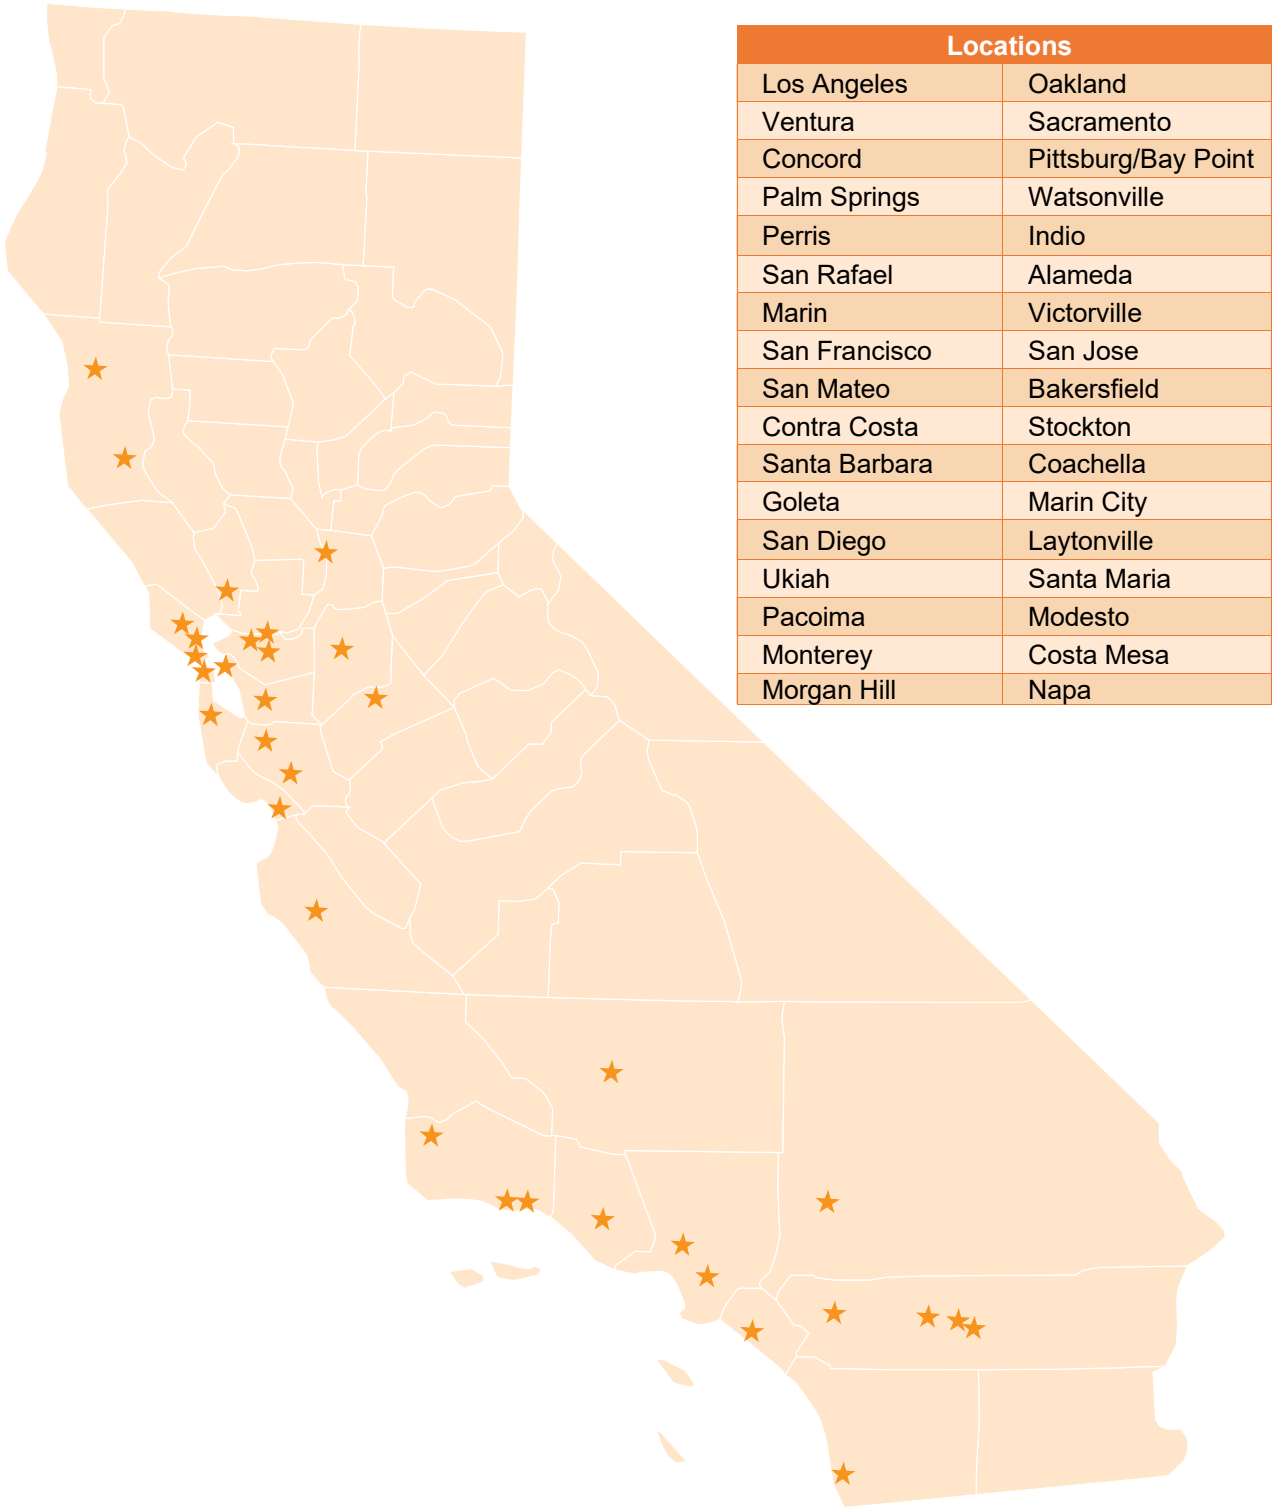 Locations
Los Angeles Oakland
Ventura Sacramento
Concord Pittsburg/Bay Point
Palm Springs Watsonville
Perris Indio
San Rafael Alameda
Marin Victorville
San Francisco San Jose
San Mateo Bakersfield
Contra Costa Stockton
Santa Barbara Coachella
Goleta Marin City
San Diego Laytonville
Ukiah Santa Maria
Pacoima Modesto
Monterey Costa Mesa
Morgan Hill Napa